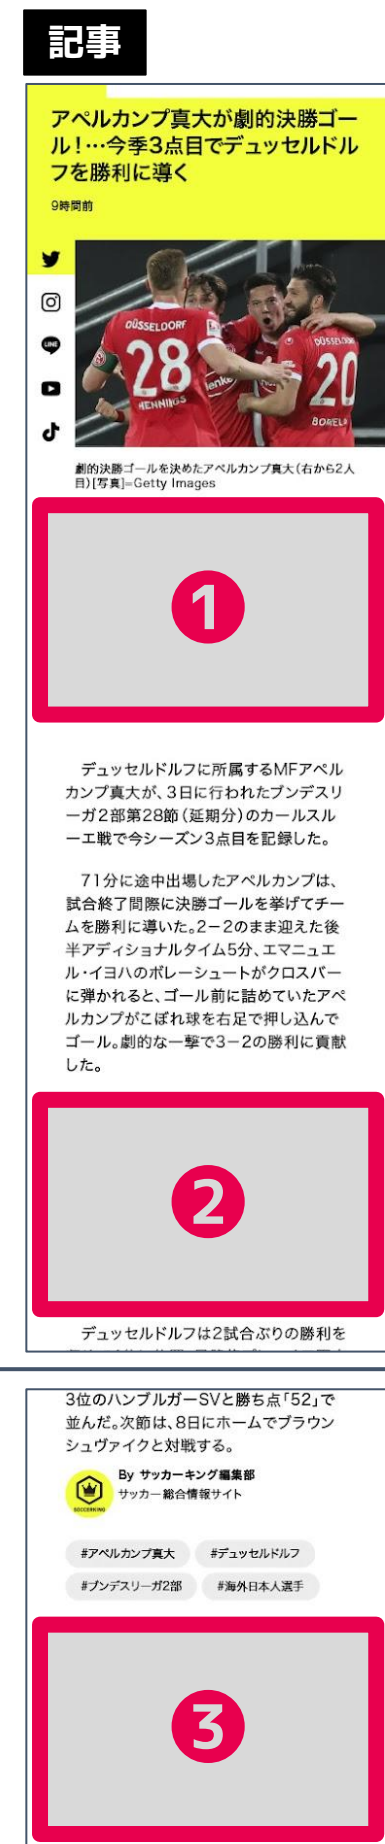 記事
アペルカンプ真大が劇的決勝ゴー
ル！…今季3点目でデュッセルドル
フを勝利に導く
9時間前
DÜSSELDORF
28
HENNINGS
20
劇的決勝ゴールを決めたアペルカンプ真大（右から2人
目）[写真]=Getty Images
1
デュッセルドルフに所属するMFアペル
カンプ真大が、3日に行われたブンデスリ
ーガ2部第28節（延期分）のカールスル
ーエ戦で今シーズン3点目を記録した。
71分に途中出場したアペルカンプは、
試合終了間際に決勝ゴールを挙げてチー
ムを勝利に導いた。2－2のまま迎えた後
半アディショナルタイム5分、エマニュエ
ル・イヨハのボレーシュートがクロスバー
に弾かれると、ゴール前に詰めていたアペ
ルカンプがこぼれ球を右足で押し込んで
ゴール。劇的な一撃で3－2の勝利に貢献
した。
2
デュッセルドルフは2試合ぶりの勝利を
3位のハンブルガーSVと勝ち点「52」で
並んだ。次節は、8日にホームでブラウン
シュヴァイクと対戦する。
By サッカーキング編集部
サッカー総合情報サイト
SOCCERKING
#アペルカンプ真大 #デュッセルドルフ
#ブンデスリーガ2部 #海外日本人選手
3